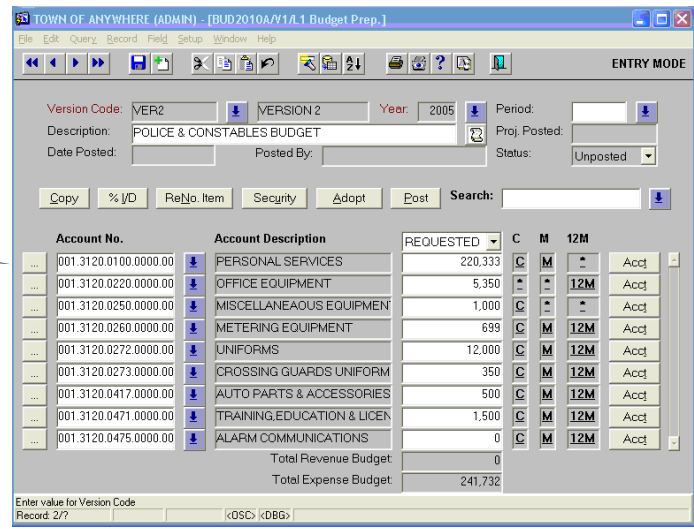 TOWN OF ANYWHERE (ADMIN) - [BUD2010A/V1/L1 Budget Prep.]
File Edit Query Record Field Setup Window Help
ENTRY MODE
Version Code: VER2 VERSION 2 Year: 2005 Period:
Description: POLICE & CONSTABLES BUDGET Proj. Posted:
Date Posted: Posted By: Status: Unposted
Copy % I/D ReNo. Item Security Adopt Post Search:
Account No. Account Description REQUESTED C M 12M
... 001.3120.0100.0000.00 PERSONAL SERVICES 220,333 C M * Acct
... 001.3120.0220.0000.00 OFFICE EQUIPMENT 5,350 * * 12M Acct
... 001.3120.0250.0000.00 MISCELLANEAOUS EQUIPMEN 1,000 C * * Acct
... 001.3120.0260.0000.00 METERING EQUIPMENT 699 C M 12M Acct
... 001.3120.0272.0000.00 UNIFORMS 12,000 C M 12M Acct
... 001.3120.0273.0000.00 CROSSING GUARDS UNIFORM 350 C M 12M Acct
... 001.3120.0417.0000.00 AUTO PARTS & ACCESSORIES 500 C M 12M Acct
... 001.3120.0471.0000.00 TRAINING,EDUCATION & LICEN 1,500 C M 12M Acct
... 001.3120.0475.0000.00 ALARM COMMUNICATIONS 0 C M 12M Acct
Total Revenue Budget: 0
Total Expense Budget: 241,732
Enter value for Version Code
Record: 2/? <OSC> <DBG>